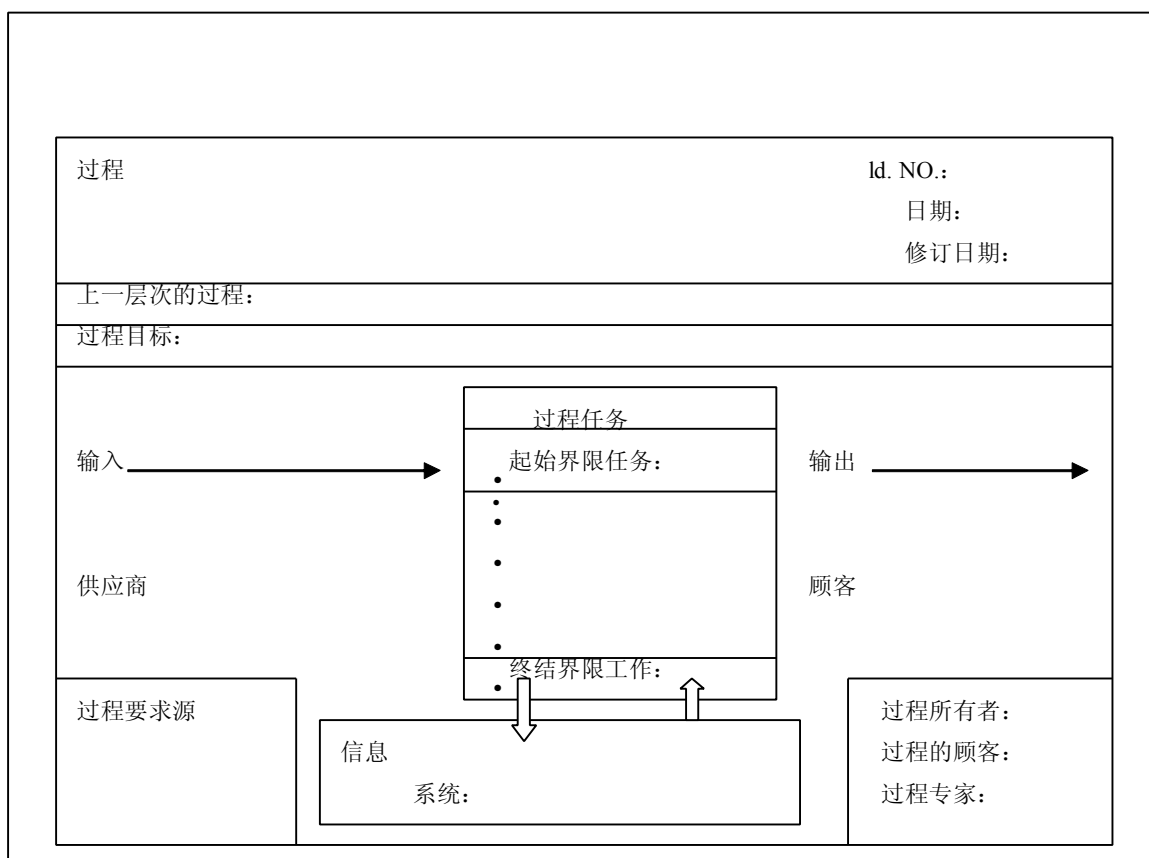 过程
ld. NO.：
日期：
修订日期：
上一层次的过程：
过程目标：
过程任务
输入
起始界限任务：
输出
供应商
顾客
终结界限工作：
过程要求源
信息
系统：
过程所有者：
过程的顾客：
过程专家：